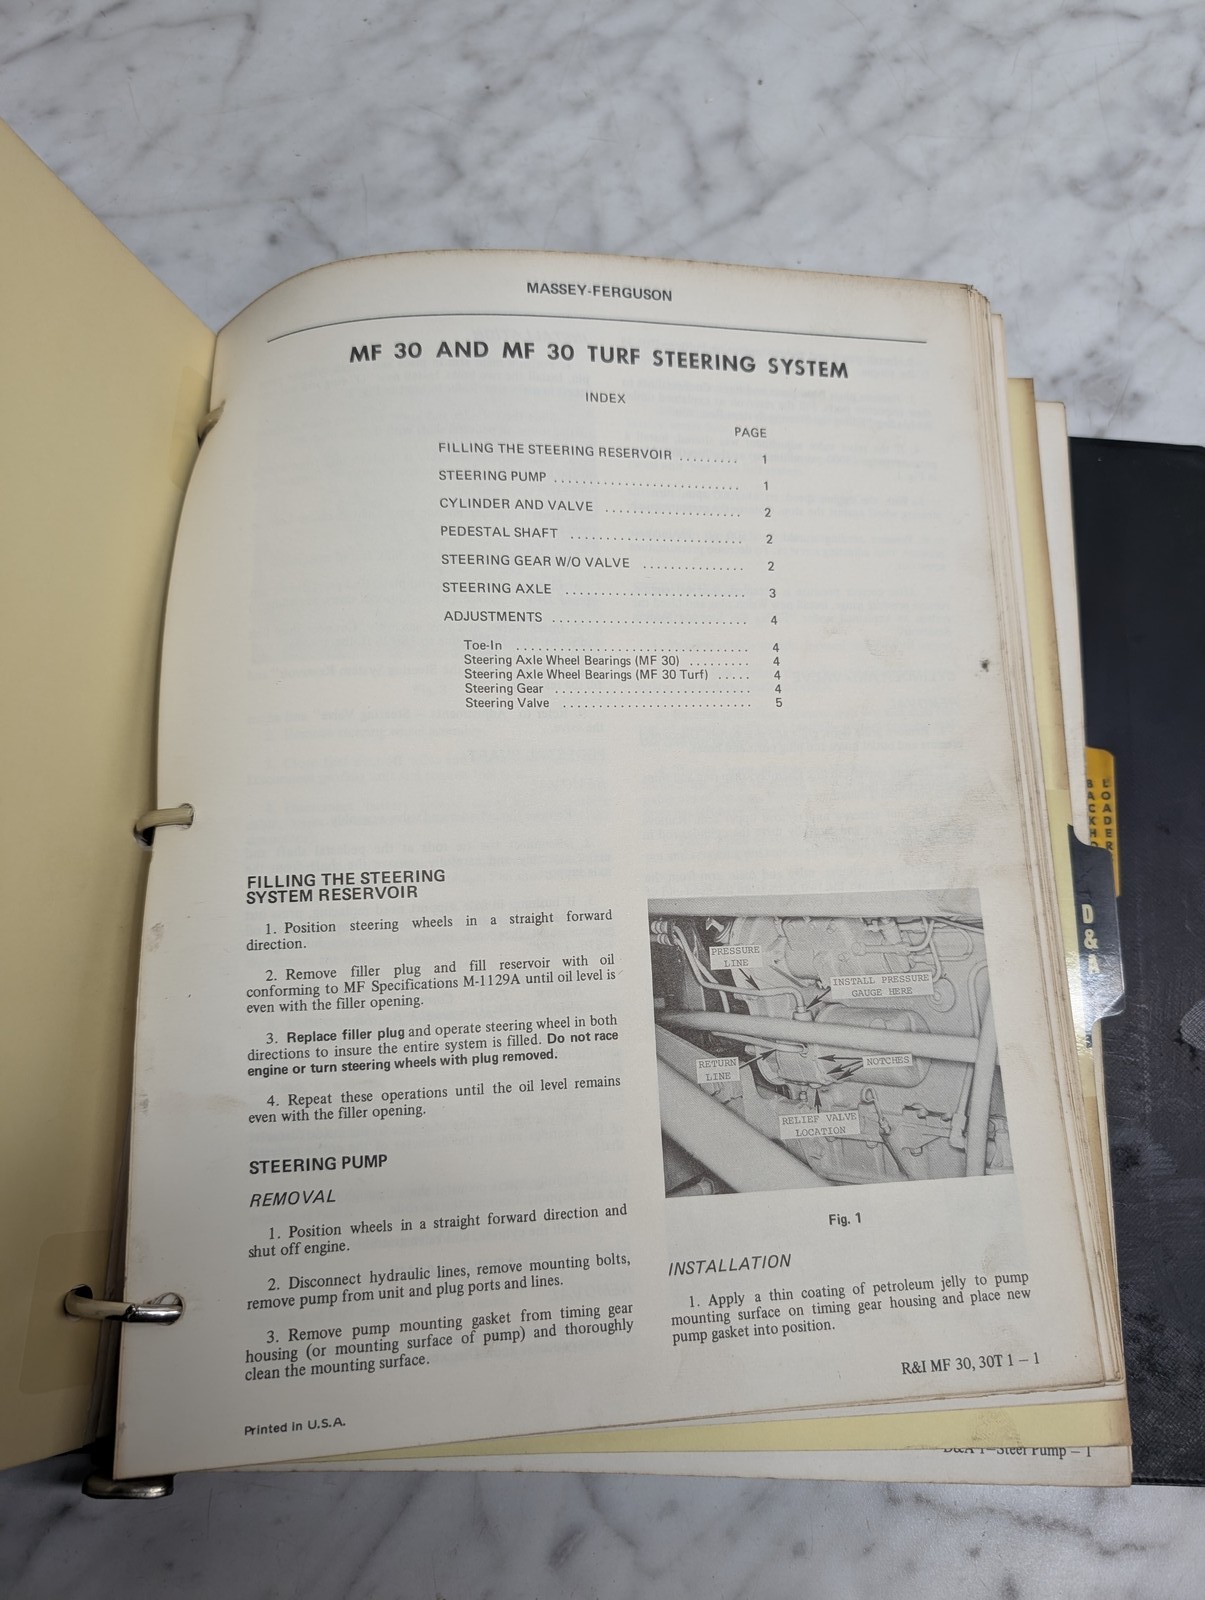 MASSEY-FERGUSON
MF 30 AND MF 30 TURF STEERING SYSTEM
INDEX
PAGE
FILLING THE STEERING RESERVOIR ......... 1
STEERING PUMP .......................... 1
CYLINDER AND VALVE ................... 2
PEDESTAL SHAFT ........................ 2
STEERING GEAR W/O VALVE .............. 2
STEERING AXLE ......................... 3
ADJUSTMENTS ........................... 4
Toe-In ................................. 4
Steering Axle Wheel Bearings (MF 30) ......... 4
Steering Axle Wheel Bearings (MF 30 Turf) ..... 4
Steering Gear ............................ 4
Steering Valve ........................... 5
FILLING THE STEERING
SYSTEM RESERVOIR
1. Position steering wheels in a straight forward
direction.
2. Remove filler plug and fill reservoir with oil
conforming to MF Specifications M-1129A until oil level is
even with the filler opening.
3. Replace filler plug and operate steering wheel in both
directions to insure the entire system is filled. Do not race
engine or turn steering wheels with plug removed.
4. Repeat these operations until the oil level remains
even with the filler opening.
STEERING PUMP
REMOVAL
1. Position wheels in a straight forward direction and
shut off engine.
2. Disconnect hydraulic lines, remove mounting bolts,
remove pump from unit and plug ports and lines.
3. Remove pump mounting gasket from timing gear
housing (or mounting surface of pump) and thoroughly
clean the mounting surface.
Printed in U.S.A.
PRESSURE
LINE
INSTALL PRESSURE
GAUGE HERE
RETURN
LINE
NOTCHES
RELIEF VALVE
LOCATION
Fig. 1
INSTALLATION
1. Apply a thin coating of petroleum jelly to pump
mounting surface on timing gear housing and place new
pump gasket into position.
R&I MF 30, 30T 1 – 1
D&A 1–Steer Pump – 1
LOADER
BACKHO
D&A